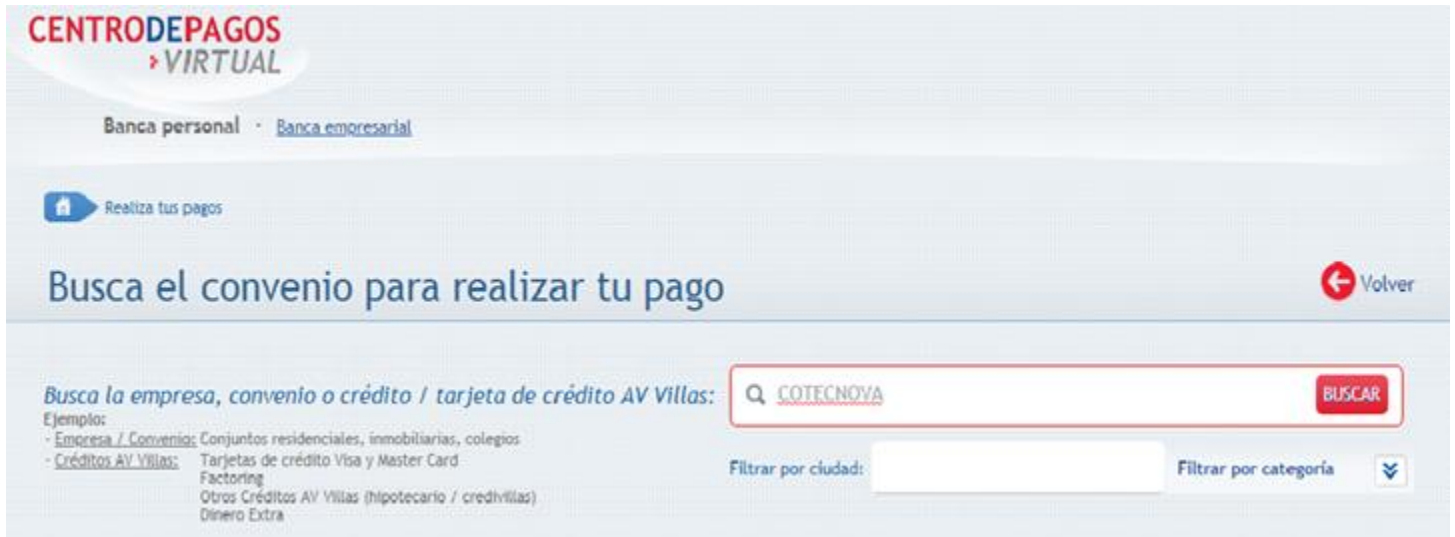 CENTRODEPAGOS
VIRTUAL
Banca personal · Banca empresarial
Realiza tus pagos
Busca el convenio para realizar tu pago
Volver
Busca la empresa, convenio o crédito / tarjeta de crédito AV Villas:
COTECNOVA
BUSCAR
Ejemplo:
- Empresa / Convenio: Conjuntos residenciales, inmobiliarias, colegios
- Créditos AV Villas: Tarjetas de crédito Visa y Master Card
Factoring
Otros Créditos AV Villas (hipotecario / credivillas)
Dinero Extra
Filtrar por ciudad:
Filtrar por categoría